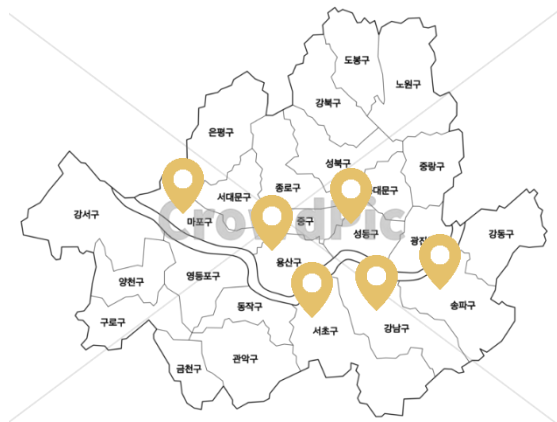 도봉구
노원구
강북구
은평구
성북구
중랑구
서대문구
종로구
대문구
강서구
마포구
중구
성동구
광진
강동구
CrowdPic
용산구
양천구
영등포구
동작구
송파구
구로구
서초구
강남구
관악구
금천구